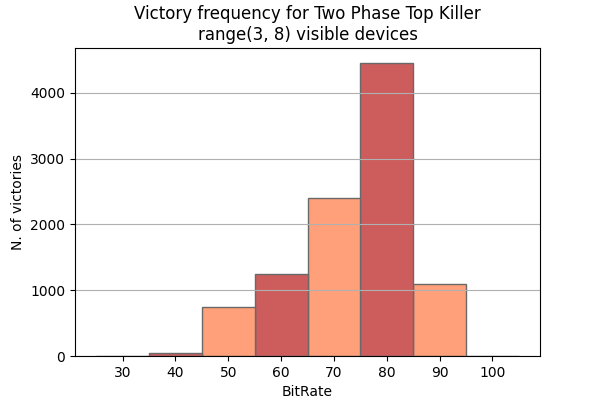 Victory frequency for Two Phase Top Killer
range(3, 8) visible devices
N. of victories
4000
3000
2000
1000
0
30 40 50 60 70 80 90 100
BitRate